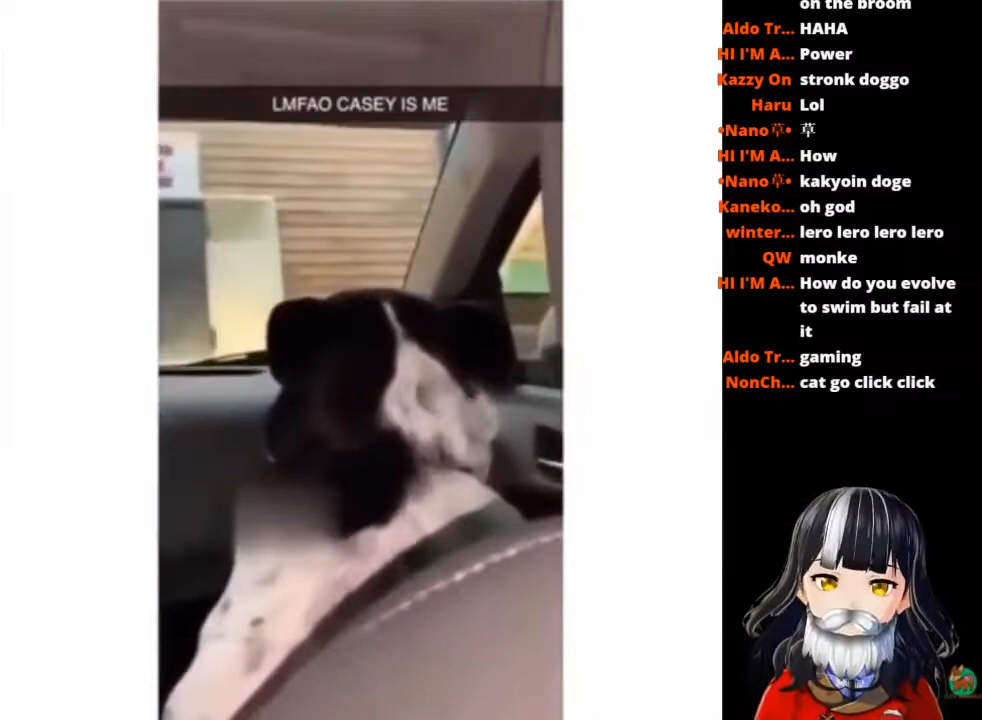 LMFAO CASEY IS ME
on the broom
Aldo Tr... HAHA
HI I'M A... Power
Kazzy On stronk doggo
Haru Lol
•Nano草• 草
HI I'M A... How
•Nano草• kakyoin doge
Kaneko... oh god
winter... lero lero lero lero
QW monke
HI I'M A... How do you evolve
to swim but fail at
it
Aldo Tr... gaming
NonCh... cat go click click